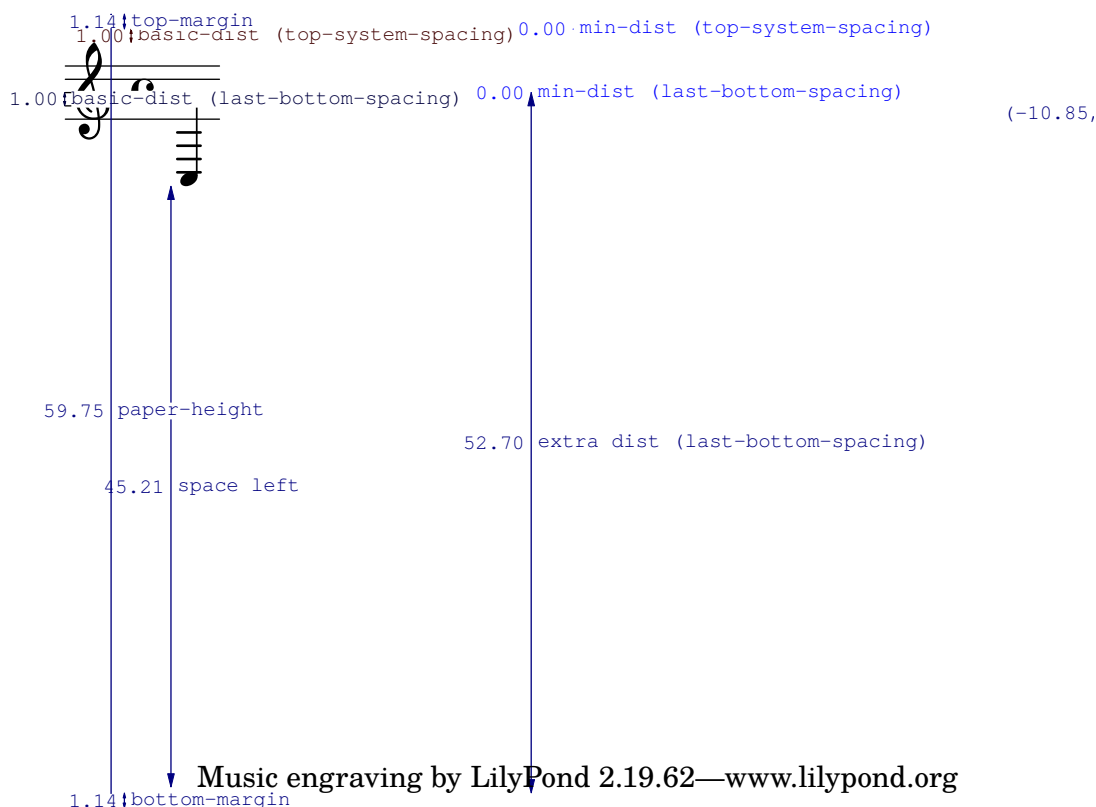 1.14 top-margin
1.00 basic-dist (top-system-spacing) 0.00 min-dist (top-system-spacing)
1.00 basic-dist (last-bottom-spacing) 0.00 min-dist (last-bottom-spacing)
(-10.85,
59.75 paper-height
52.70 extra dist (last-bottom-spacing)
45.21 space left
Music engraving by LilyPond 2.19.62—www.lilypond.org
1.14 bottom-margin